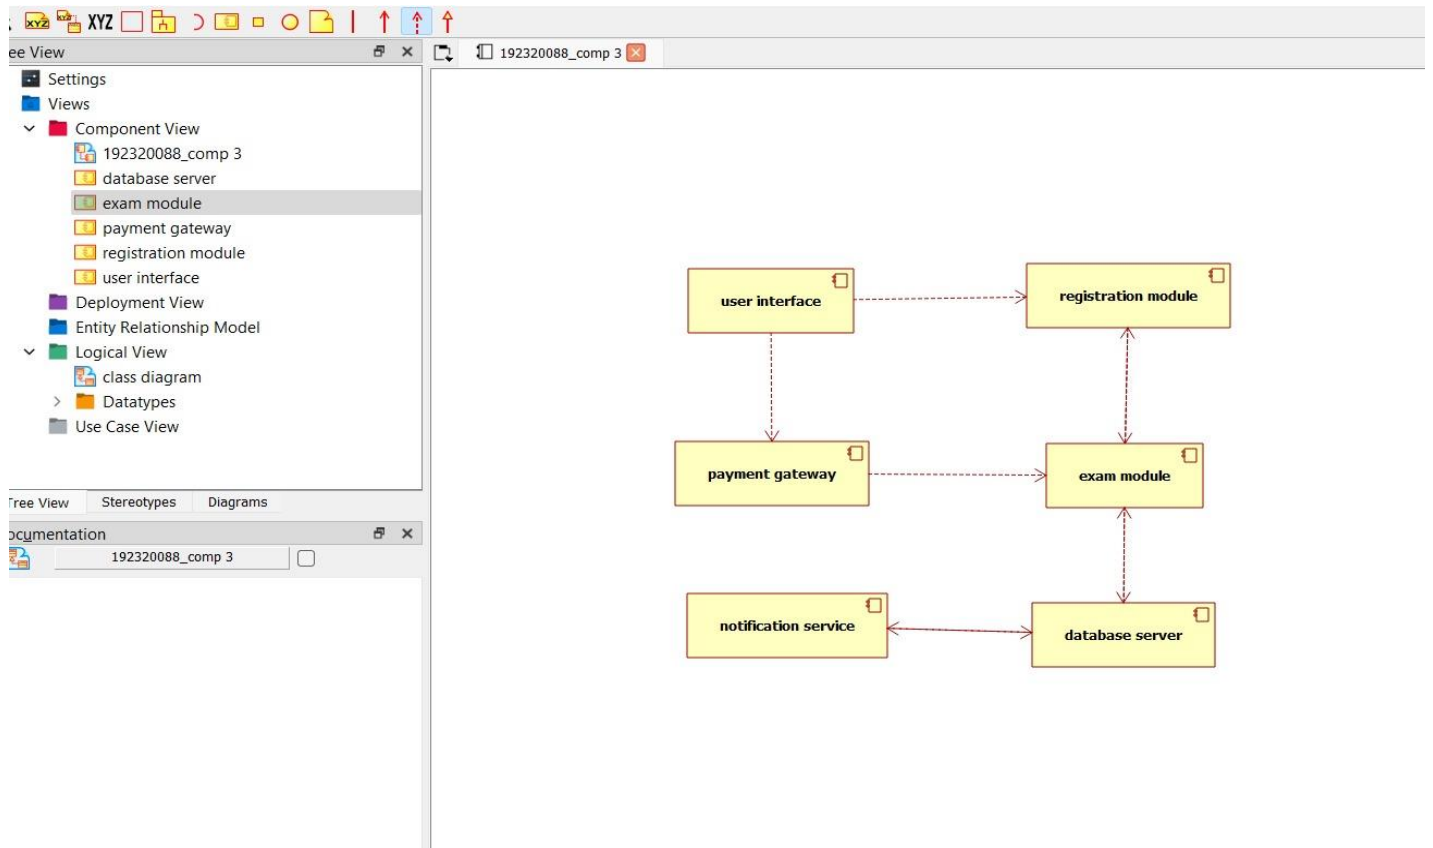 XYZ XYZ XYZ
ee View
192320088_comp 3
Settings
Views
Component View
192320088_comp 3
database server
exam module
payment gateway
registration module
user interface
Deployment View
Entity Relationship Model
Logical View
class diagram
Datatypes
Use Case View
Tree View Stereotypes Diagrams
ocumentation
192320088_comp 3
user interface
registration module
payment gateway
exam module
notification service
database server